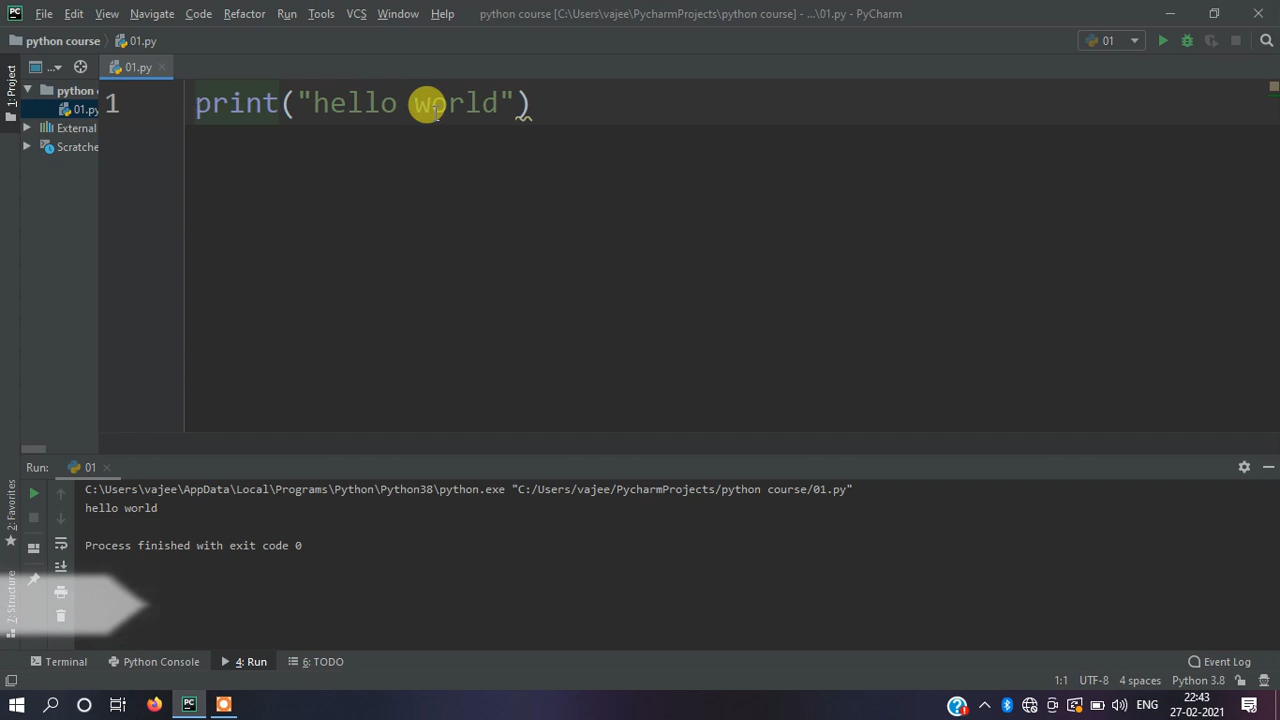 PC File Edit View Navigate Code Refactor Run Tools VCS Window Help python course [C:\Users\vajee\PycharmProjects\python course] - ...\01.py - PyCharm
python course 01.py 01
... 01.py
1: Project
python c
01.py
External
Scratche
1 print("hello world")
Run: 01
C:\Users\vajee\AppData\Local\Programs\Python\Python38\python.exe "C:/Users/vajee/PycharmProjects/python course/01.py"
hello world
Process finished with exit code 0
2: Favorites
7: Structure
Terminal Python Console 4: Run 6: TODO Event Log
1:1 UTF-8 4 spaces Python 3.8
PC ENG 22:43
27-02-2021